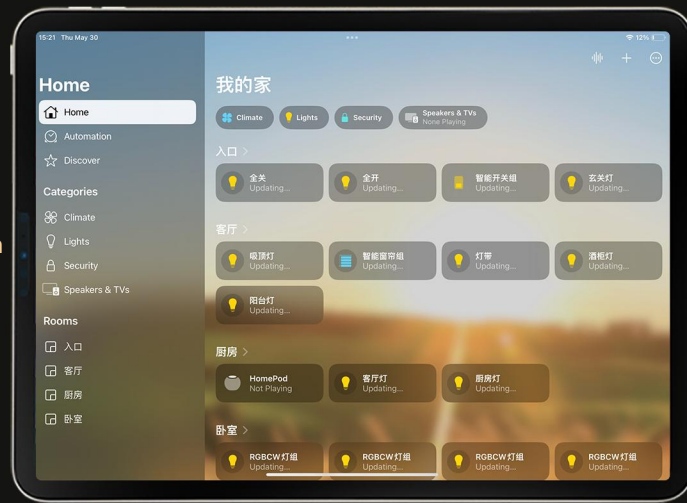 15:21 Thu May 30
12%
Home
Home
Automation
Discover
Categories
Climate
Lights
Security
Speakers & TVs
Rooms
入口
客厅
厨房
卧室
我的家
Climate
Lights
Security
Speakers & TVs
None Playing
入口
全关
Updating...
全开
Updating...
智能开关组
Updating...
玄关灯
Updating...
客厅
吸顶灯
Updating...
智能窗帘组
Updating...
灯带
Updating...
酒柜灯
Updating...
阳台灯
Updating...
厨房
HomePod
Not Playing
客厅灯
Updating...
厨房灯
Updating...
卧室
RGBCW灯组
Updating...
RGBCW灯组
Updating...
RGBCW灯组
Updating...
RGBCW灯组
Updating...